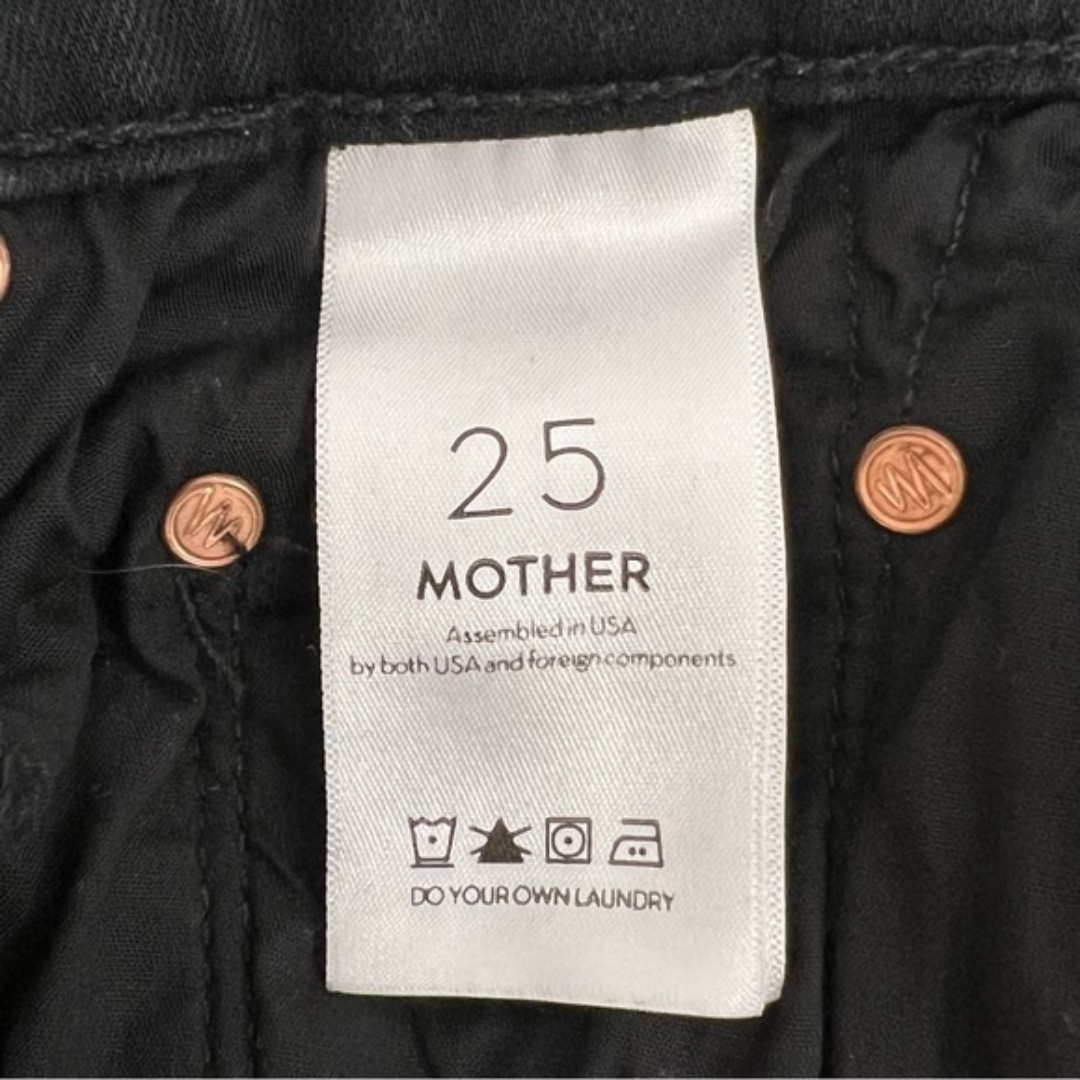 25
MOTHER
Assembled in USA
by both USA and foreign components
DO YOUR OWN LAUNDRY